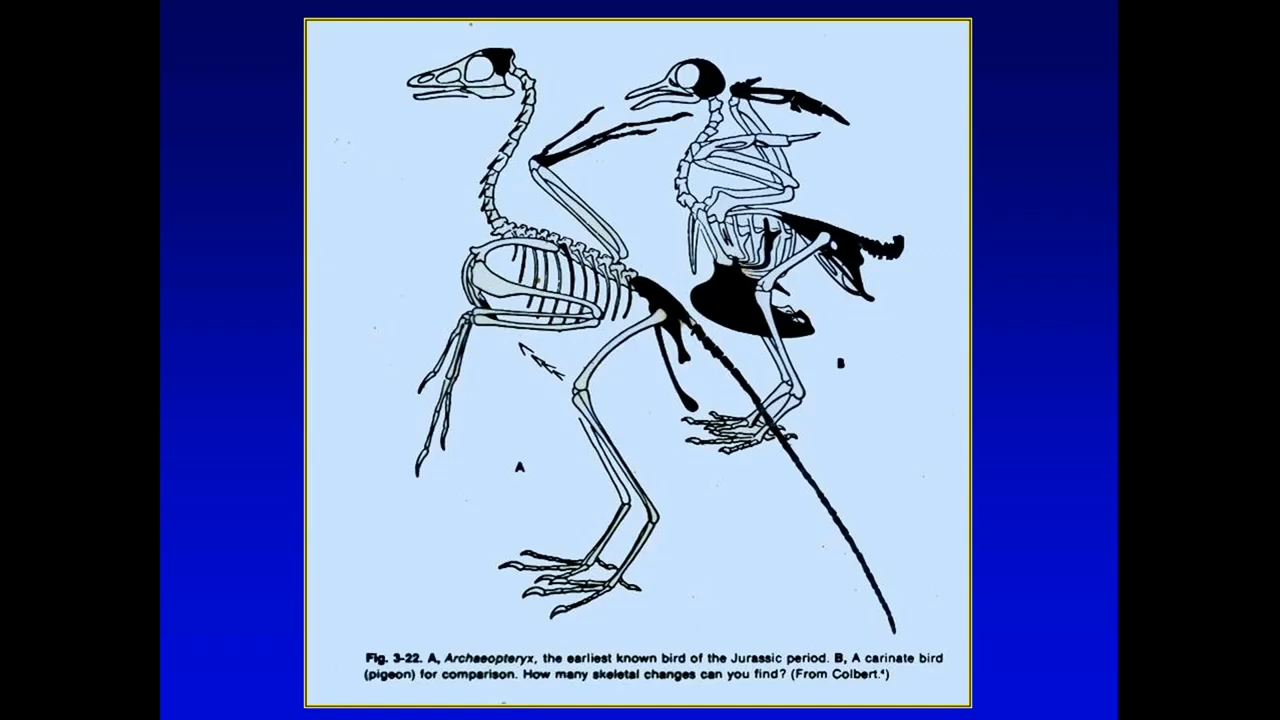 B
A
Fig. 3-22. A, Archaeopteryx, the earliest known bird of the Jurassic period. B, A carinate bird
(pigeon) for comparison. How many skeletal changes can you find? (From Colbert.⁴)